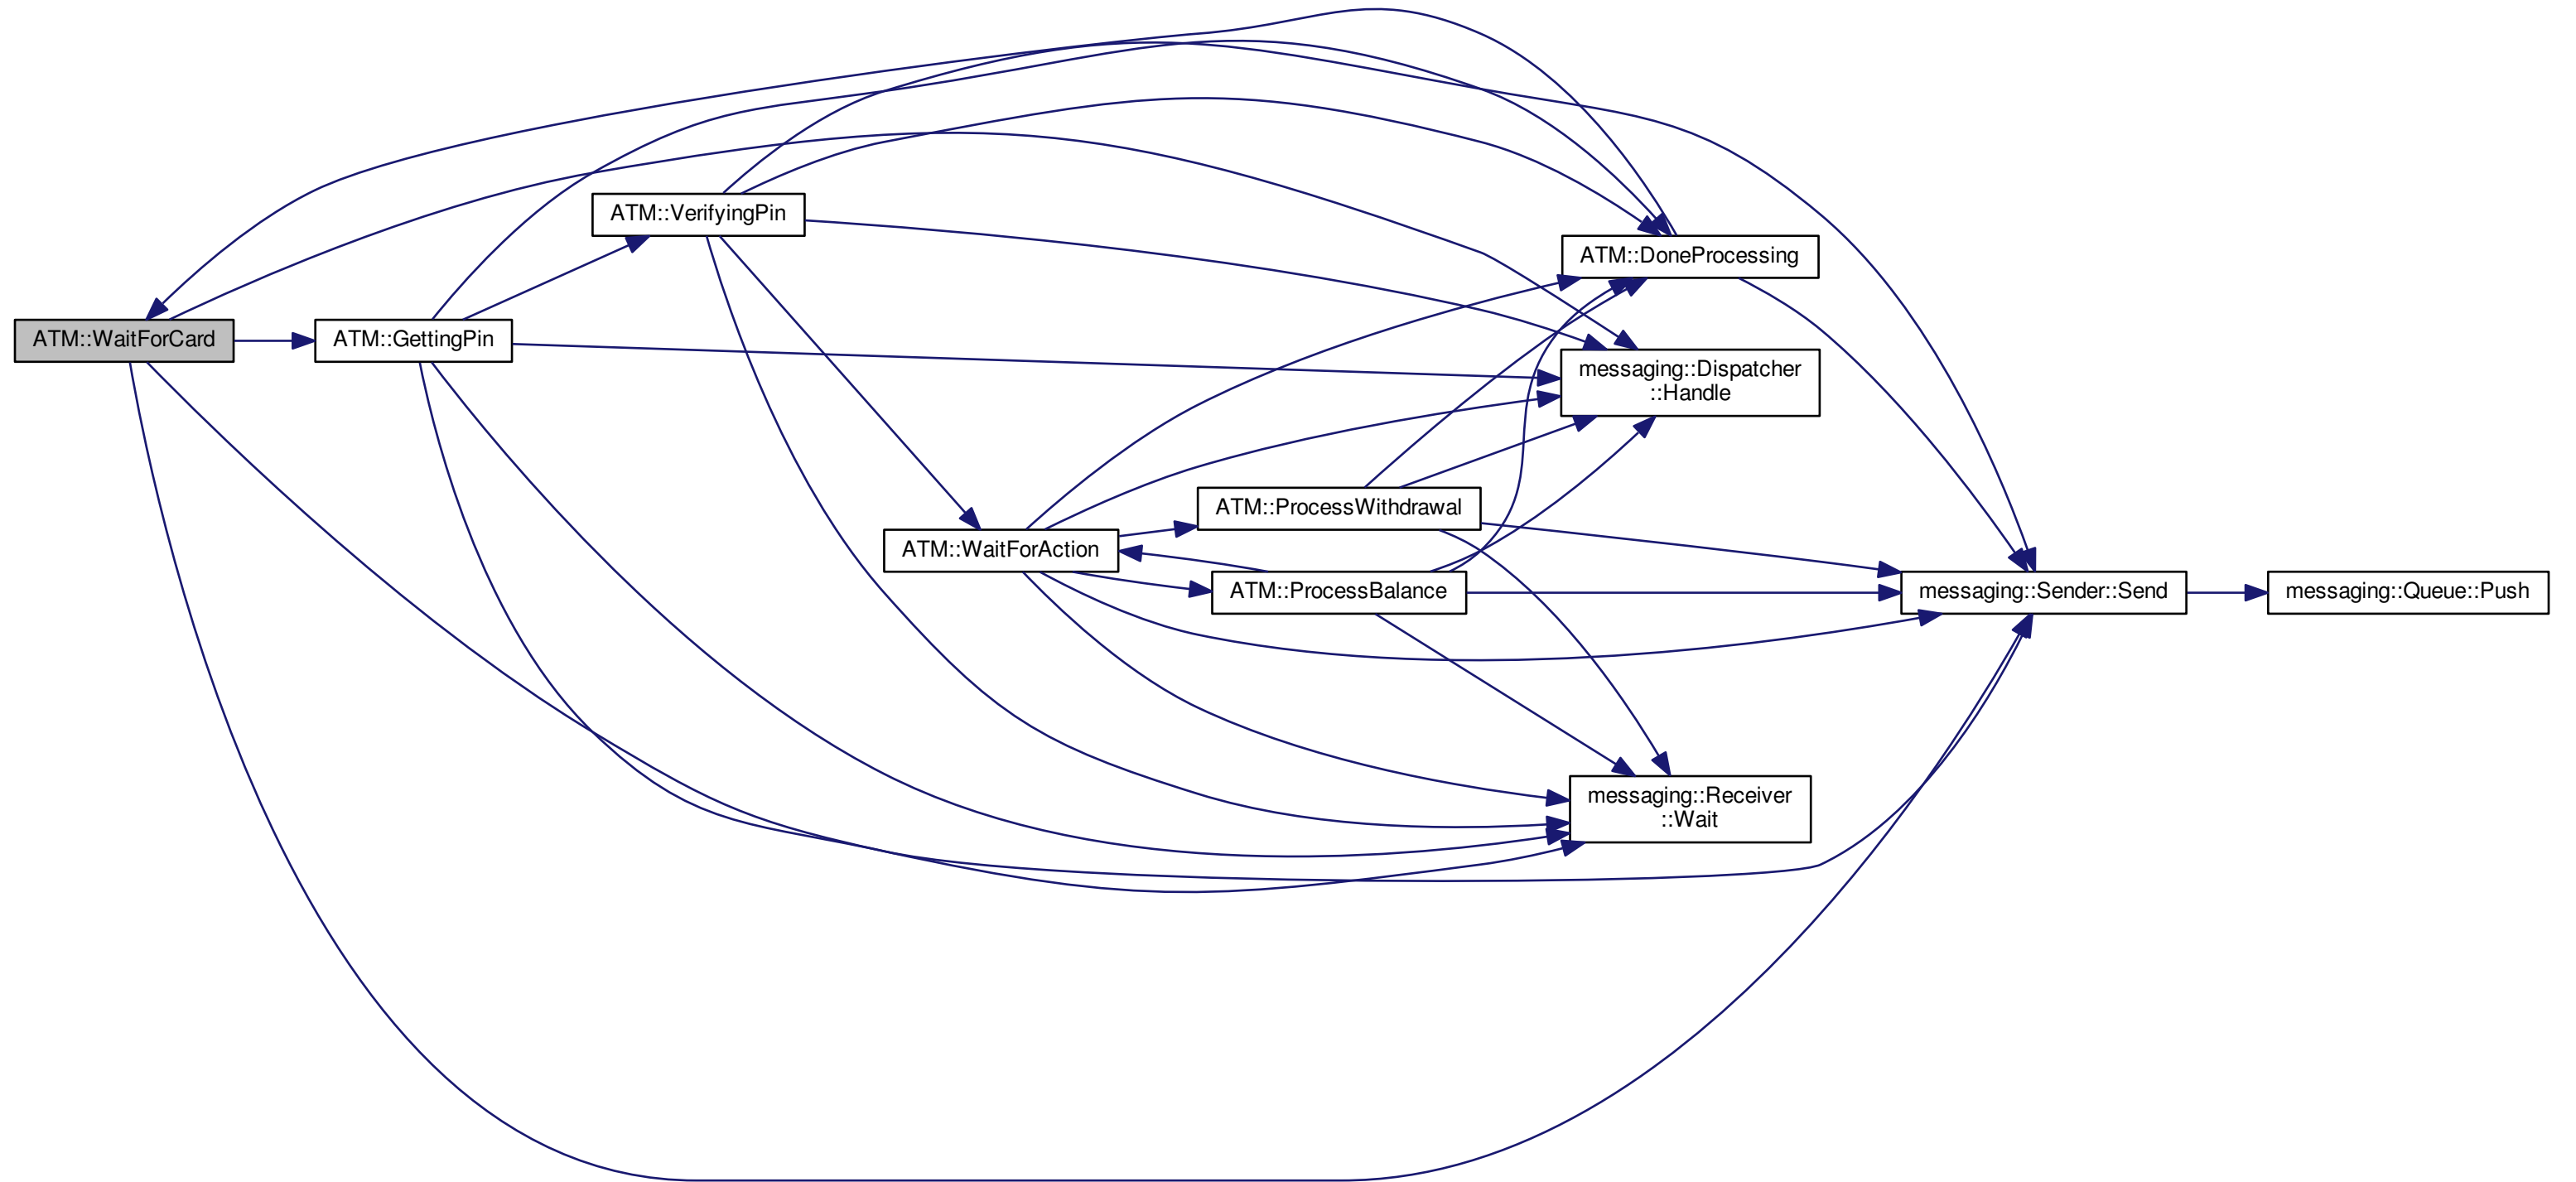 ATM::WaitForCard
ATM::GettingPin
ATM::VerifyingPin
ATM::WaitForAction
ATM::ProcessWithdrawal
ATM::ProcessBalance
ATM::DoneProcessing
messaging::Dispatcher
::Handle
messaging::Receiver
::Wait
messaging::Sender::Send
messaging::Queue::Push